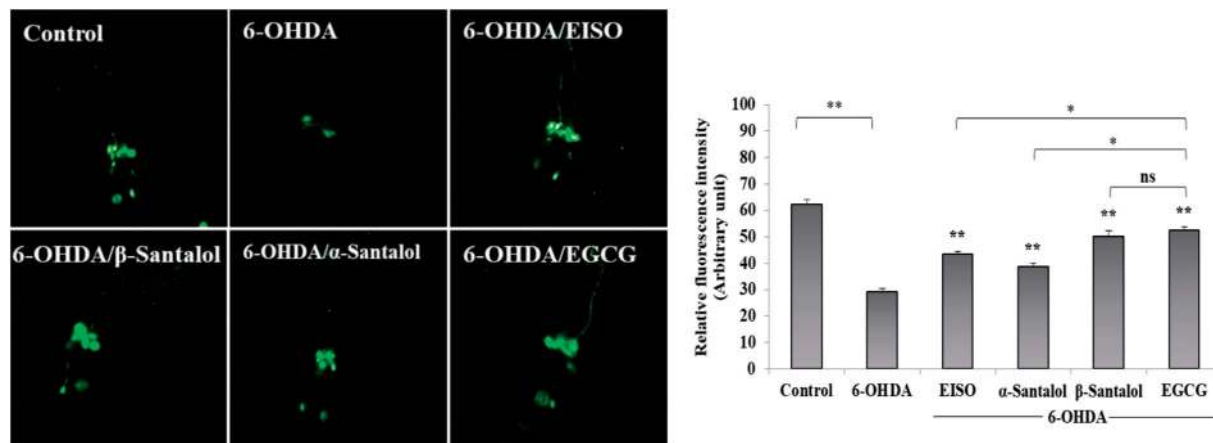 Control
6-OHDA
6-OHDA/EISO
6-OHDA/β-Santalol
6-OHDA/α-Santalol
6-OHDA/EGCG
Relative fluorescence intensity
(Arbitrary unit)
100
90
80
70
60
50
40
30
20
10
0
**
*
*
ns
**
**
**
**
Control
6-OHDA
EISO
α-Santalol
β-Santalol
EGCG
6-OHDA